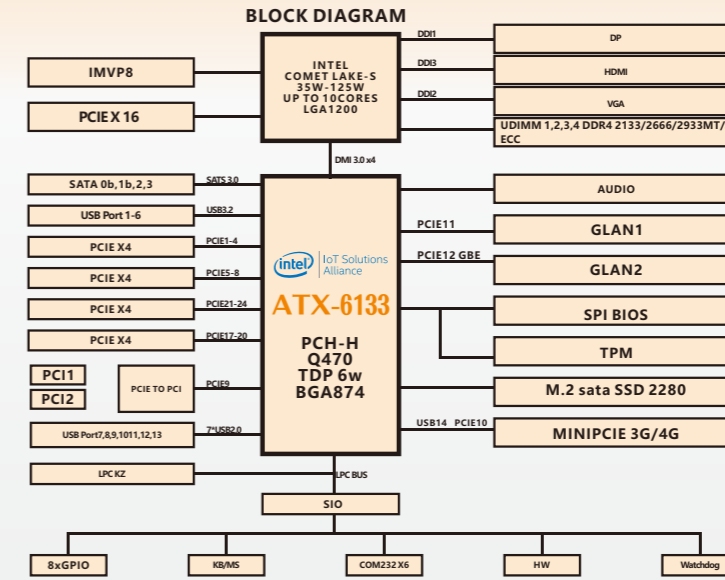 BLOCK DIAGRAM
INTEL
COMET LAKE-S
35W-125W
UP TO 10CORES
LGA1200
IMVP8
PCIE X 16
DDI1
DP
DDI3
HDMI
DDI2
VGA
UDIMM 1,2,3,4 DDR4 2133/2666/2933MT/
ECC
DMI 3.0 x4
SATA 0b,1b,2,3
SATS 3.0
USB Port 1-6
USB3.2
PCIE X4
PCIE1-4
PCIE X4
PCIE5-8
PCIE X4
PCIE21-24
PCIE X4
PCIE17-20
PCI1
PCI2
PCIE TO PCI
PCIE9
USB Port7,8,9,1011,12,13
7*USB2.0
LPC KZ
intel
IoT Solutions
Alliance
ATX-6133
PCH-H
Q470
TDP 6w
BGA874
AUDIO
PCIE11
GLAN1
PCIE12 GBE
GLAN2
SPI BIOS
TPM
M.2 sata SSD 2280
USB14 PCIE10
MINIPCIE 3G/4G
LPC BUS
SIO
8xGPIO
KB/MS
COM232 X6
HW
Watchdog